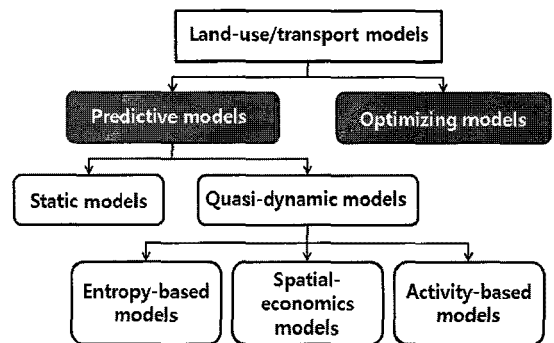 Land-use/transport models
Predictive models
Optimizing models
Static models
Quasi-dynamic models
Entropy-based
models
Spatial-
economics
models
Activity-based
models